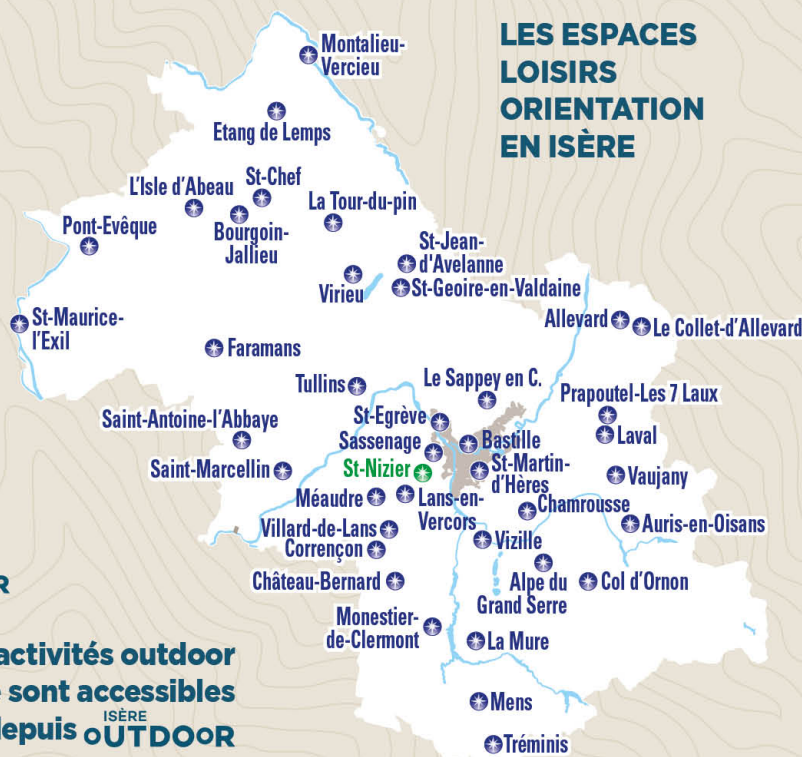 LES ESPACES
LOISIRS
ORIENTATION
EN ISÈRE
Montalieu-
Vercieu
Etang de Lemps
St-Chef
L'Isle d'Abeau
La Tour-du-pin
Bourgoin-
Jallieu
Pont-Evêque
St-Jean-
d'Avelanne
Virieu
St-Geoire-en-Valdaine
St-Maurice-
l'Exil
Allevard
Le Collet-d'Allevard
Faramans
Tullins
Le Sappey en C.
Prapoutel-Les 7 Laux
Saint-Antoine-l'Abbaye
St-Egrève
Sassenage
Bastille
Laval
Saint-Marcellin
St-Nizier
St-Martin-
d'Hères
Vaujany
Méaudre
Lans-en-
Vercors
Chamrousse
Auris-en-Oisans
Villard-de-Lans
Corrençon
Vizille
Château-Bernard
Alpe du
Grand Serre
Col d'Ornon
Monestier-
de-Clermont
La Mure
Mens
Tréminis
R
activités outdoor
sont accessibles
depuis ISÈRE OUTDOOR